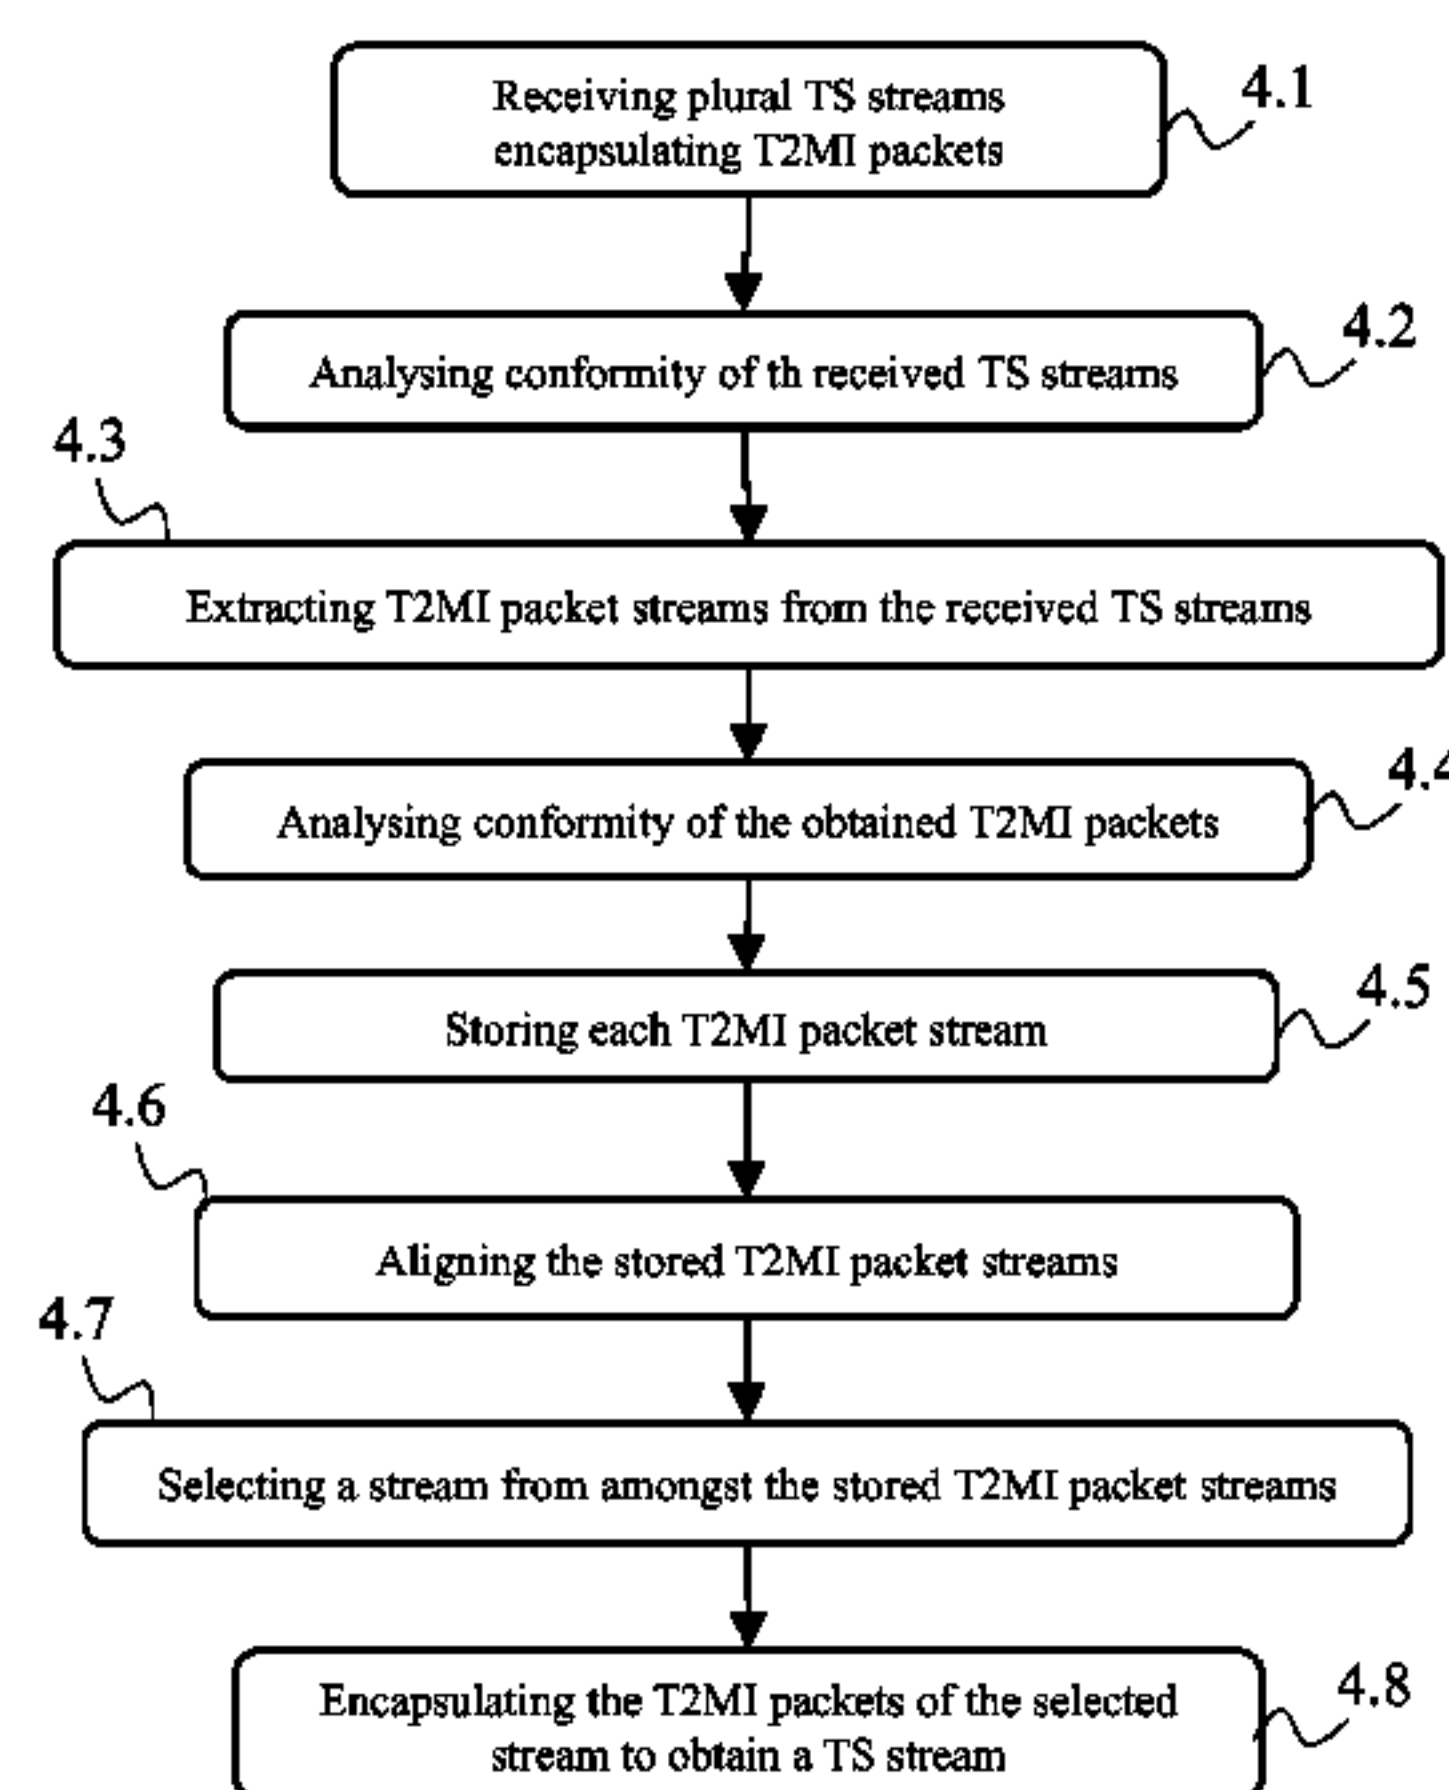 Receiving plural TS streams
encapsulating T2MI packets
4.1
Analysing conformity of th received TS streams
4.2
4.3
Extracting T2MI packet streams from the received TS streams
Analysing conformity of the obtained T2MI packets
4.4
Storing each T2MI packet stream
4.5
4.6
Aligning the stored T2MI packet streams
4.7
Selecting a stream from amongst the stored T2MI packet streams
Encapsulating the T2MI packets of the selected
stream to obtain a TS stream
4.8